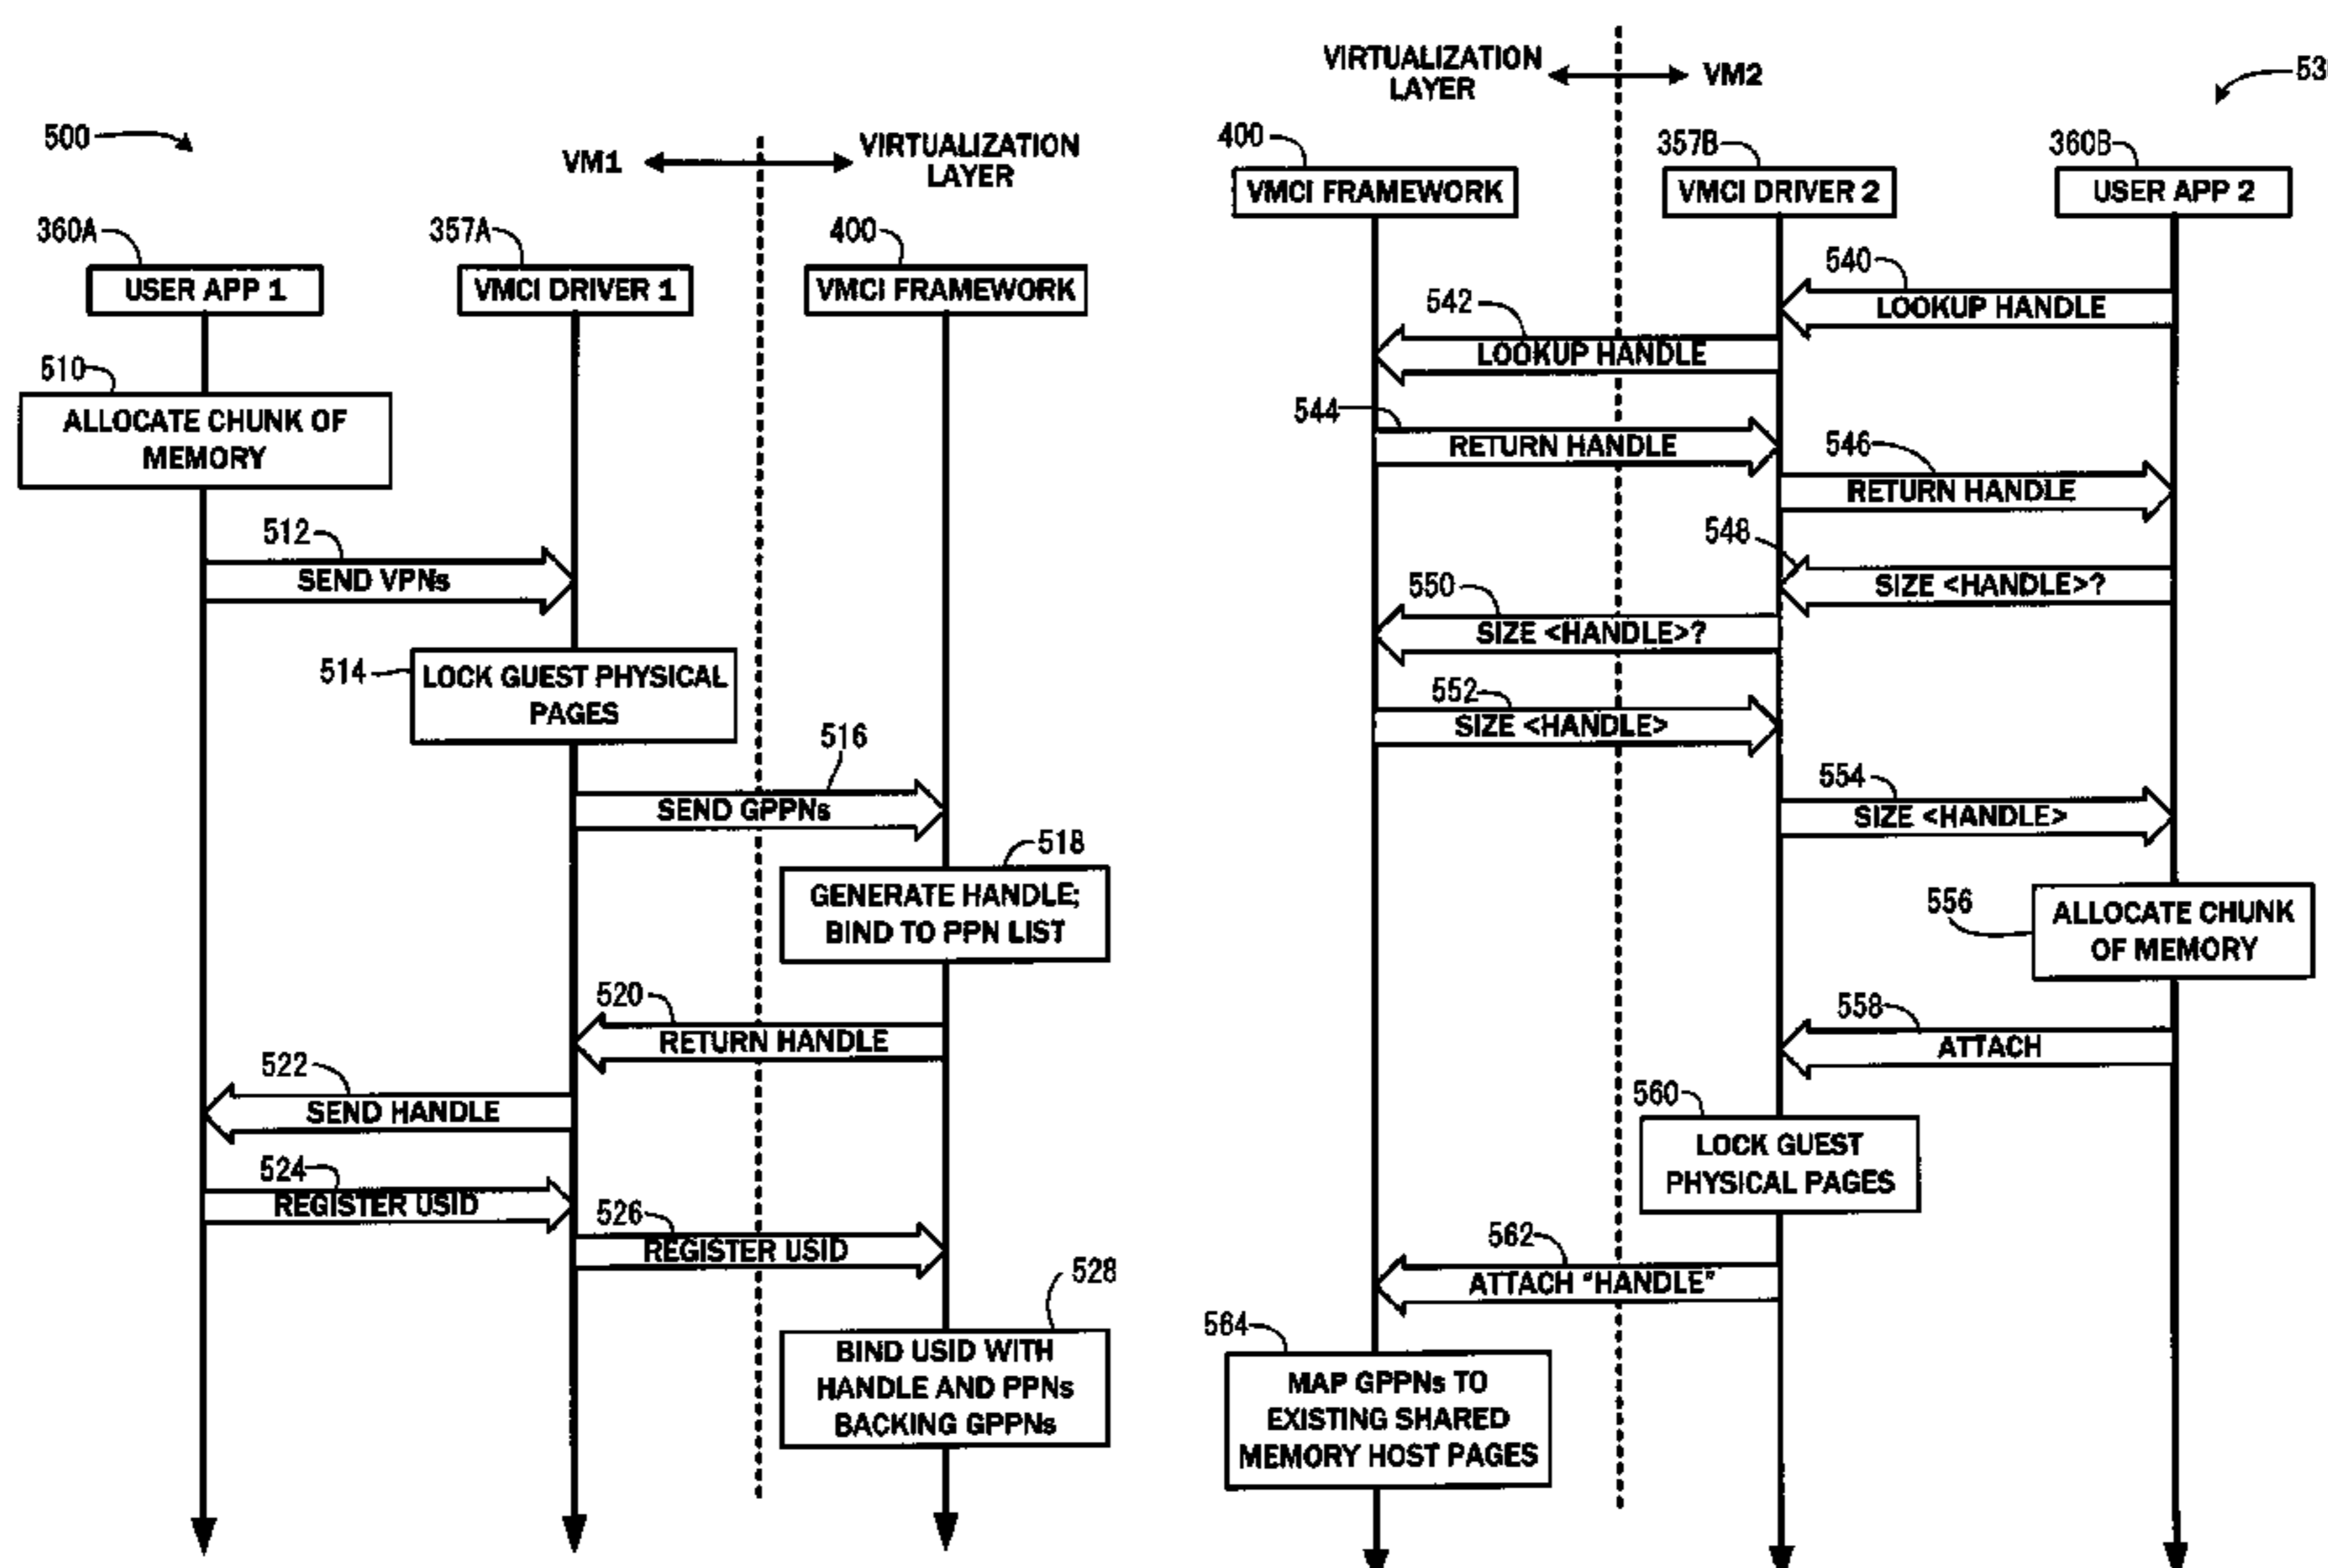 500
VM1
VIRTUALIZATION
LAYER
360A
357A
400
USER APP 1
VMCI DRIVER 1
VMCI FRAMEWORK
510
ALLOCATE CHUNK OF
MEMORY
512
SEND VPNs
514
LOCK GUEST PHYSICAL
PAGES
516
SEND GPPNs
518
GENERATE HANDLE;
BIND TO PPN LIST
520
RETURN HANDLE
522
SEND HANDLE
524
REGISTER USID
526
REGISTER USID
528
BIND USID WITH
HANDLE AND PPNs
BACKING GPPNs
VIRTUALIZATION
LAYER
VM2
53
400
357B
360B
VMCI FRAMEWORK
VMCI DRIVER 2
USER APP 2
540
LOOKUP HANDLE
542
LOOKUP HANDLE
544
RETURN HANDLE
546
RETURN HANDLE
548
SIZE <HANDLE>?
550
SIZE <HANDLE>?
552
SIZE <HANDLE>
554
SIZE <HANDLE>
556
ALLOCATE CHUNK
OF MEMORY
558
ATTACH
560
LOCK GUEST
PHYSICAL PAGES
562
ATTACH "HANDLE"
564
MAP GPPNs TO
EXISTING SHARED
MEMORY HOST PAGES